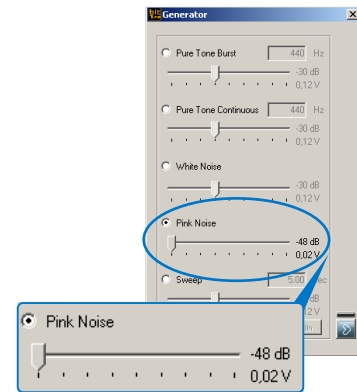 bit Generator
Pure Tone Burst 440 Hz
-30 dB
0,12 V
Pure Tone Continuous 440 Hz
-30 dB
0,12 V
White Noise
-30 dB
0,12 V
Pink Noise
-48 dB
0,02 V
Sweep 5.00
dB
Pink Noise
-48 dB
0,02 V